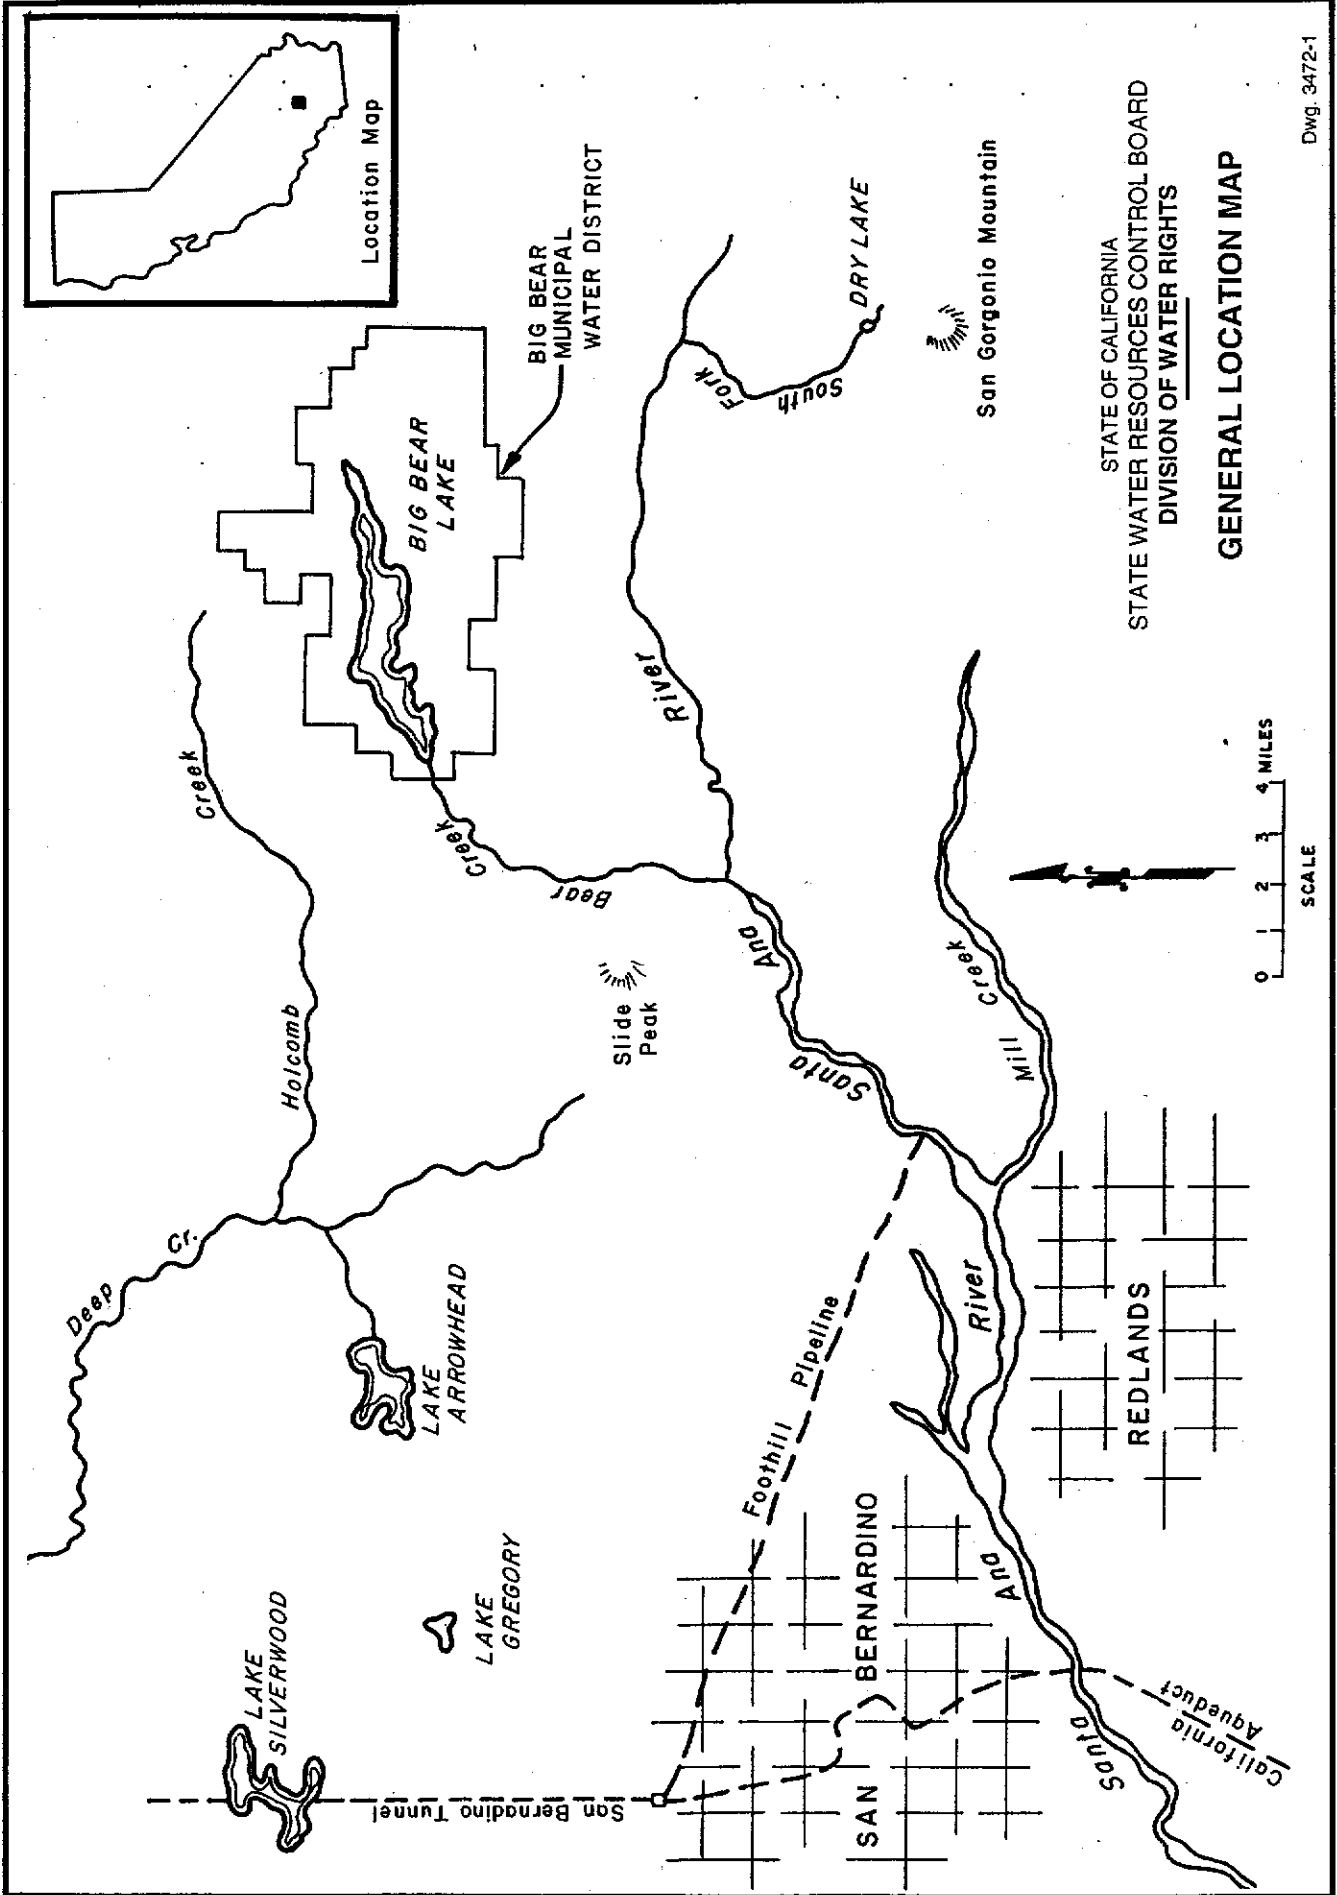 Location Map
BIG BEAR
MUNICIPAL
WATER DISTRICT
BIG BEAR
LAKE
Holcomb Creek
Deep Cr.
LAKE
SILVERWOOD
LAKE
GREGORY
LAKE
ARROWHEAD
San Bernadino Tunnel
Slide
Peak
Bear Creek
Santa Ana River
South Fork
DRY LAKE
San Gorgonio Mountain
Foothill Pipeline
Mill Creek
SAN BERNARDINO
REDLANDS
Santa Ana River
California
Aqueduct
0 1 2 3 4 MILES
SCALE
STATE OF CALIFORNIA
STATE WATER RESOURCES CONTROL BOARD
DIVISION OF WATER RIGHTS
GENERAL LOCATION MAP
Dwg. 3472-1